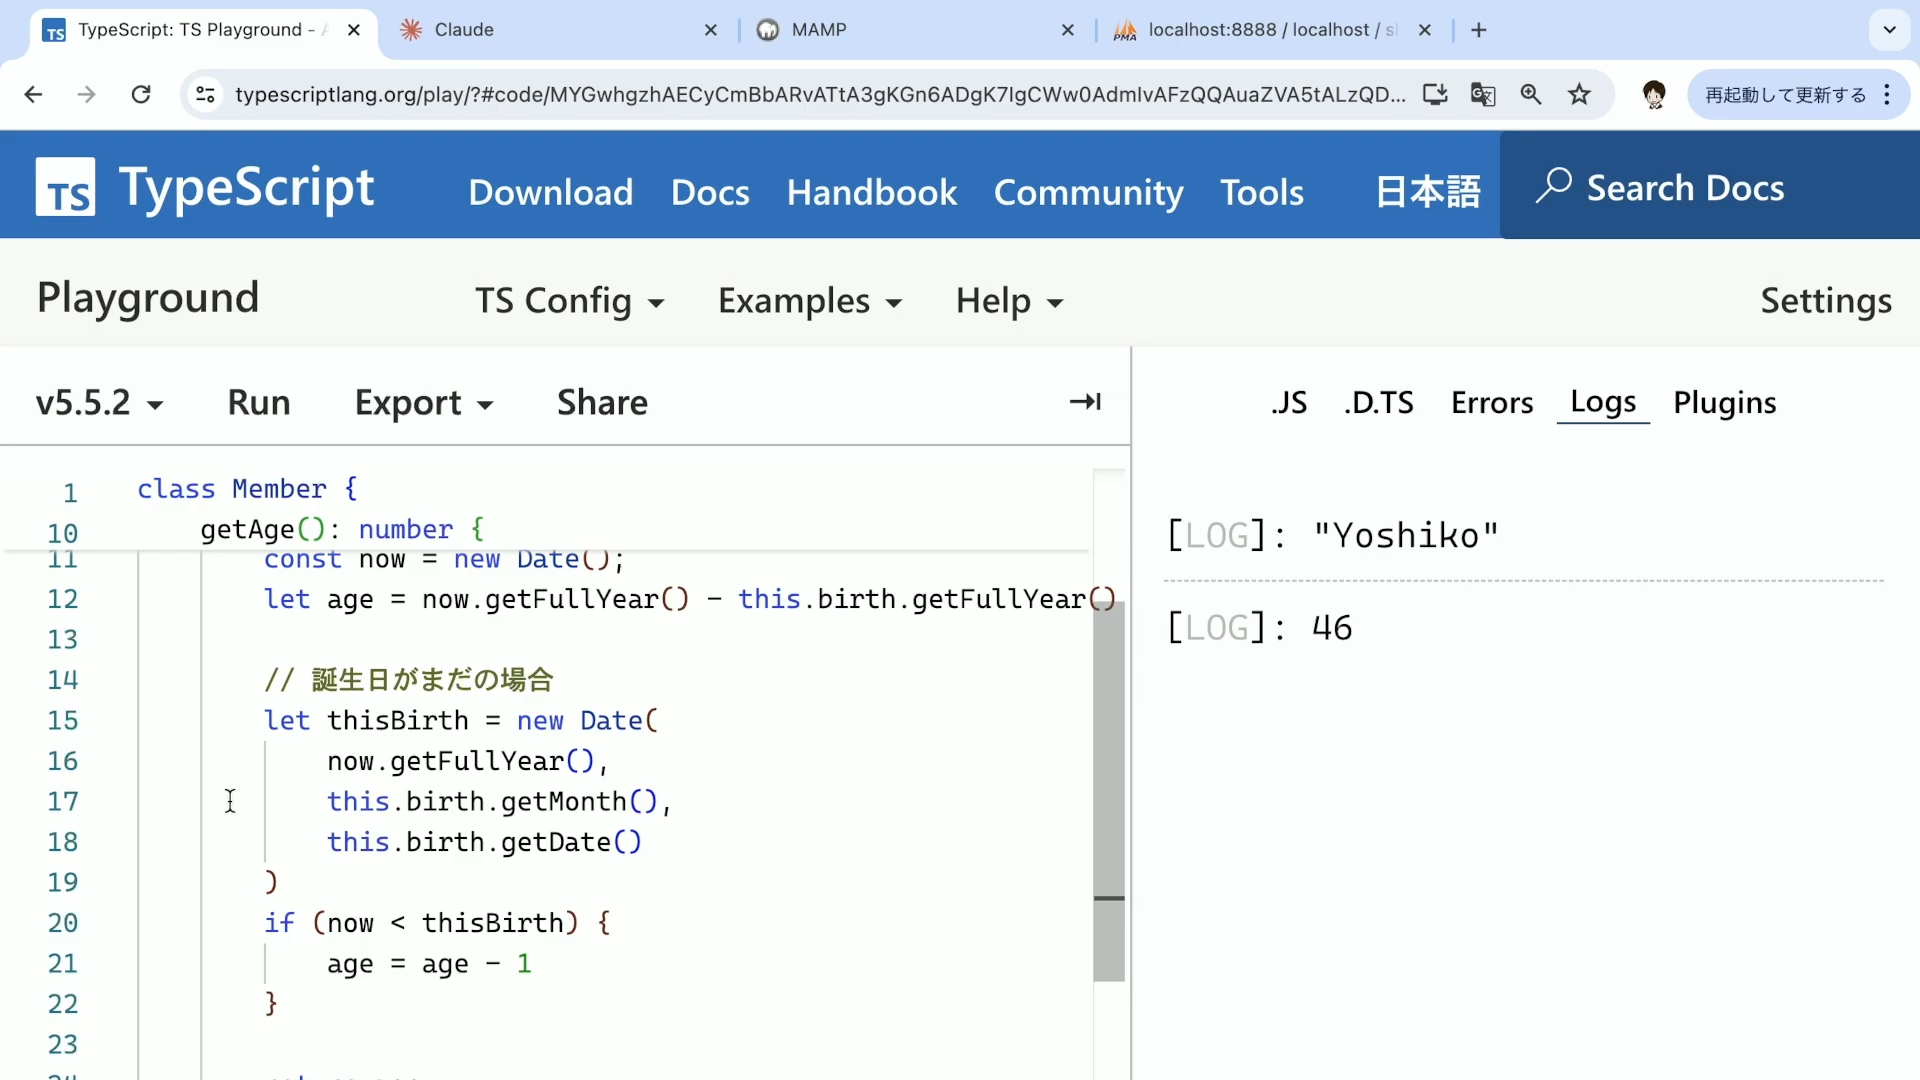 TypeScript: TS Playground - A
Claude
MAMP
localhost:8888 / localhost / s
typescriptlang.org/play/?#code/MYGwhgzhAECyCmBbARvATtA3gKGn6ADgK7IgCWw0AdmIvAFzQQAuaZVA5tALzQD...
再起動して更新する
TS TypeScript
Download
Docs
Handbook
Community
Tools
日本語
Search Docs
Playground
TS Config
Examples
Help
Settings
v5.5.2
Run
Export
Share
.JS
.D.TS
Errors
Logs
Plugins
1 class Member {
10 getAge(): number {
11 const now = new Date();
12 let age = now.getFullYear() - this.birth.getFullYear()
13
14 // 誕生日がまだの場合
15 let thisBirth = new Date(
16 now.getFullYear(),
17 this.birth.getMonth(),
18 this.birth.getDate()
19 )
20 if (now < thisBirth) {
21 age = age - 1
22 }
23
[LOG]: "Yoshiko"
[LOG]: 46